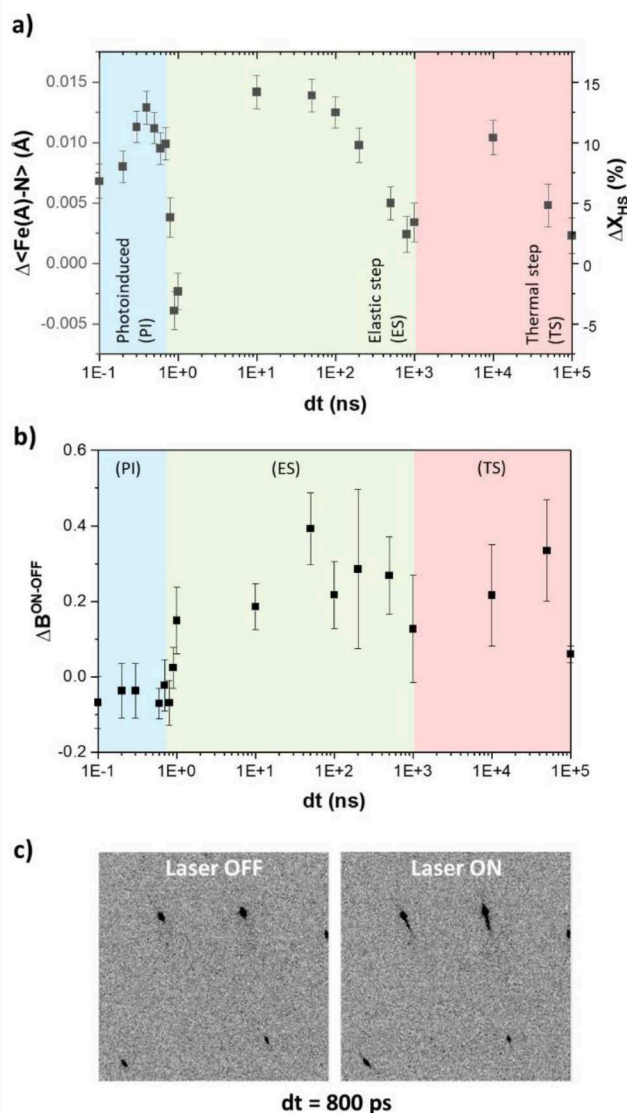 a)
Δ<Fe(A)-N> (Å)
0.015
0.010
0.005
0.000
-0.005
15
10
5
0
-5
ΔX_HS (%)
Photoinduced
(PI)
Elastic step
(ES)
Thermal step
(TS)
1E-1 1E+0 1E+1 1E+2 1E+3 1E+4 1E+5
dt (ns)
b)
ΔB^ON-OFF
0.6
0.4
0.2
0.0
-0.2
(PI) (ES) (TS)
1E-1 1E+0 1E+1 1E+2 1E+3 1E+4 1E+5
dt (ns)
c)
Laser OFF Laser ON
dt = 800 ps